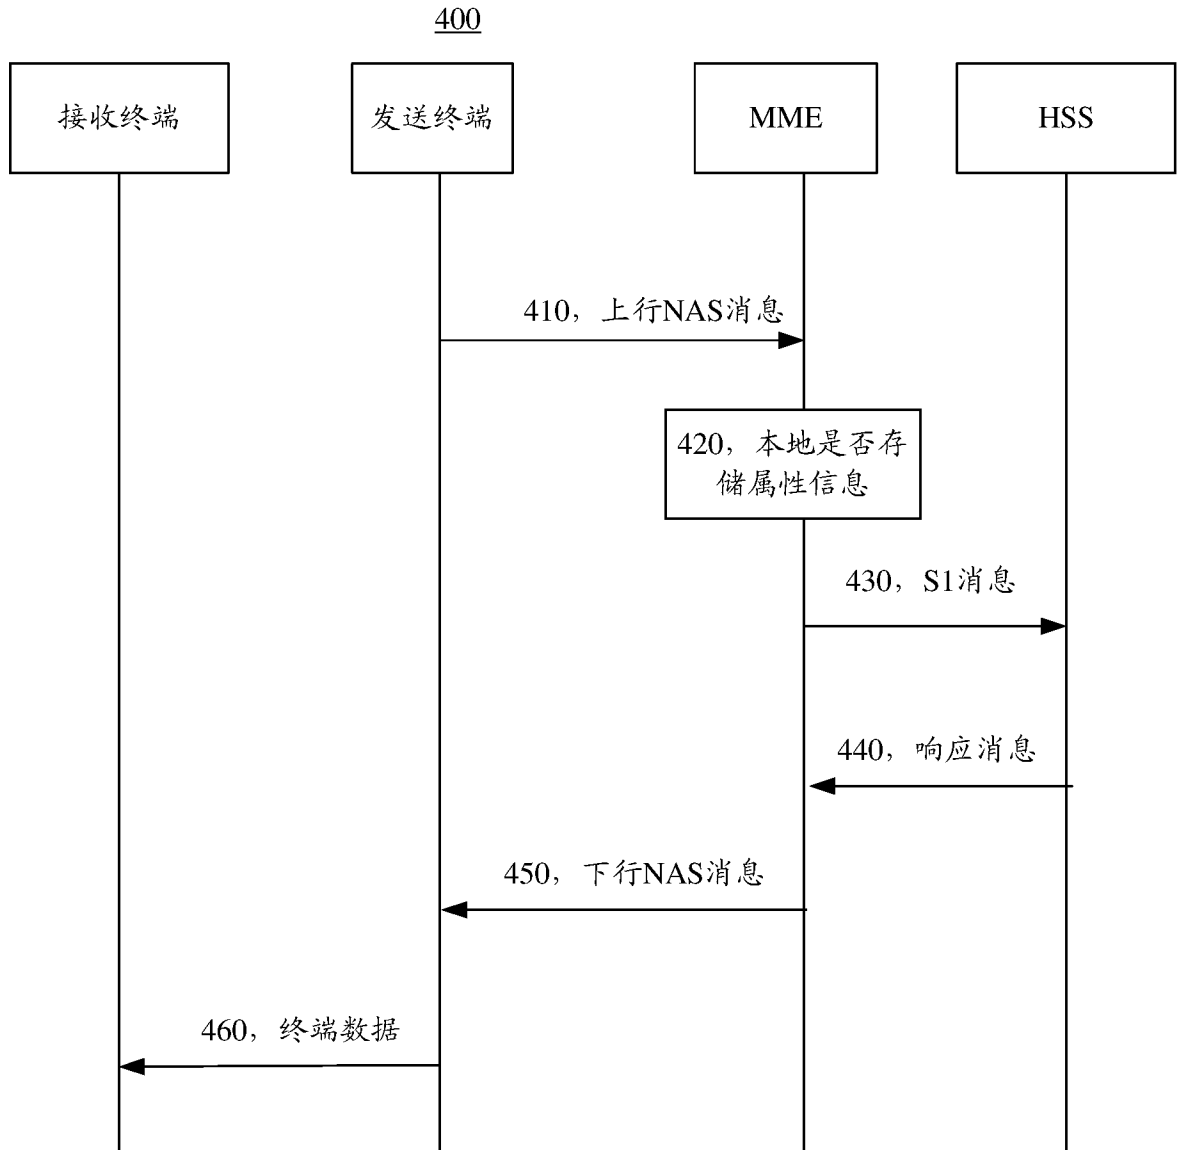 400
接收终端
发送终端
MME
HSS
410，上行NAS消息
420，本地是否存
储属性信息
430，S1消息
440，响应消息
450，下行NAS消息
460，终端数据